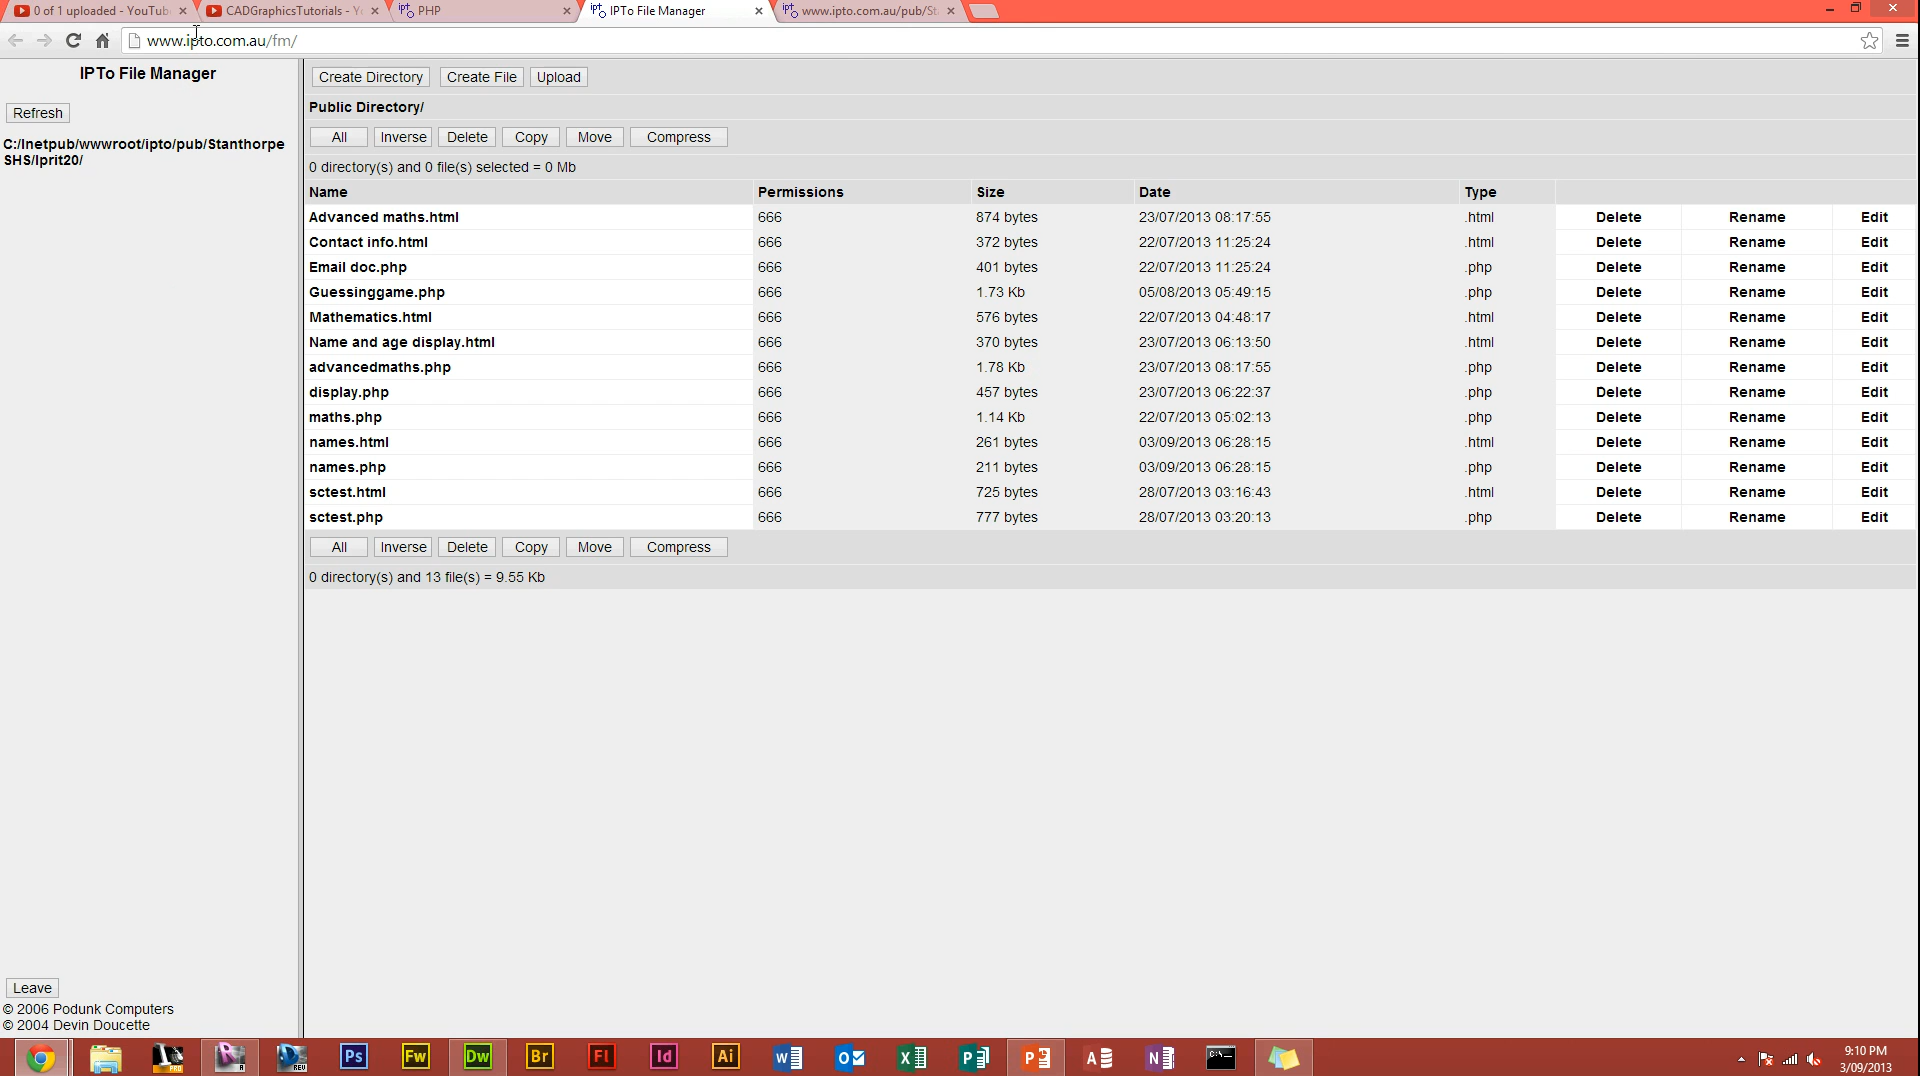 0 of 1 uploaded - YouTub
CADGraphicsTutorials - Yo
PHP
IPTo File Manager
www.ipto.com.au/pub/St
www.ipto.com.au/fm/
IPTo File Manager
Refresh
C:/Inetpub/wwwroot/ipto/pub/Stanthorpe
SHS/Iprit20/
Create Directory Create File Upload
Public Directory/
All Inverse Delete Copy Move Compress
0 directory(s) and 0 file(s) selected = 0 Mb
Name Permissions Size Date Type
Advanced maths.html 666 874 bytes 23/07/2013 08:17:55 .html Delete Rename Edit
Contact info.html 666 372 bytes 22/07/2013 11:25:24 .html Delete Rename Edit
Email doc.php 666 401 bytes 22/07/2013 11:25:24 .php Delete Rename Edit
Guessinggame.php 666 1.73 Kb 05/08/2013 05:49:15 .php Delete Rename Edit
Mathematics.html 666 576 bytes 22/07/2013 04:48:17 .html Delete Rename Edit
Name and age display.html 666 370 bytes 23/07/2013 06:13:50 .html Delete Rename Edit
advancedmaths.php 666 1.78 Kb 23/07/2013 08:17:55 .php Delete Rename Edit
display.php 666 457 bytes 23/07/2013 06:22:37 .php Delete Rename Edit
maths.php 666 1.14 Kb 22/07/2013 05:02:13 .php Delete Rename Edit
names.html 666 261 bytes 03/09/2013 06:28:15 .html Delete Rename Edit
names.php 666 211 bytes 03/09/2013 06:28:15 .php Delete Rename Edit
sctest.html 666 725 bytes 28/07/2013 03:16:43 .html Delete Rename Edit
sctest.php 666 777 bytes 28/07/2013 03:20:13 .php Delete Rename Edit
All Inverse Delete Copy Move Compress
0 directory(s) and 13 file(s) = 9.55 Kb
Leave
© 2006 Podunk Computers
© 2004 Devin Doucette
Ps Fw Dw Br Fl Id Ai
9:10 PM
3/09/2013